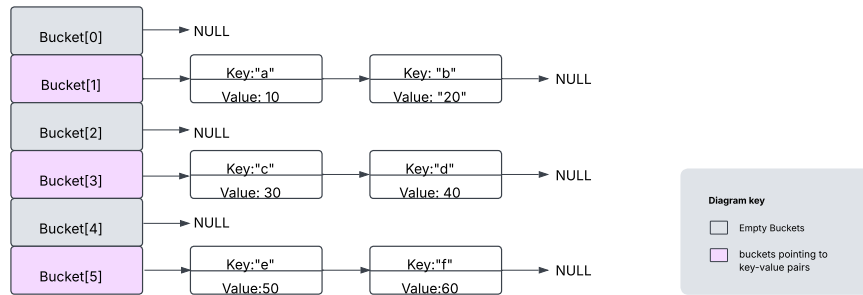 Bucket[0]
NULL
Bucket[1]
Key:"a"
Value: 10
Key: "b"
Value: "20"
NULL
Bucket[2]
NULL
Bucket[3]
Key:"c"
Value: 30
Key:"d"
Value: 40
NULL
Bucket[4]
NULL
Bucket[5]
Key:"e"
Value:50
Key:"f"
Value:60
NULL
Diagram key
Empty Buckets
buckets pointing to
key-value pairs